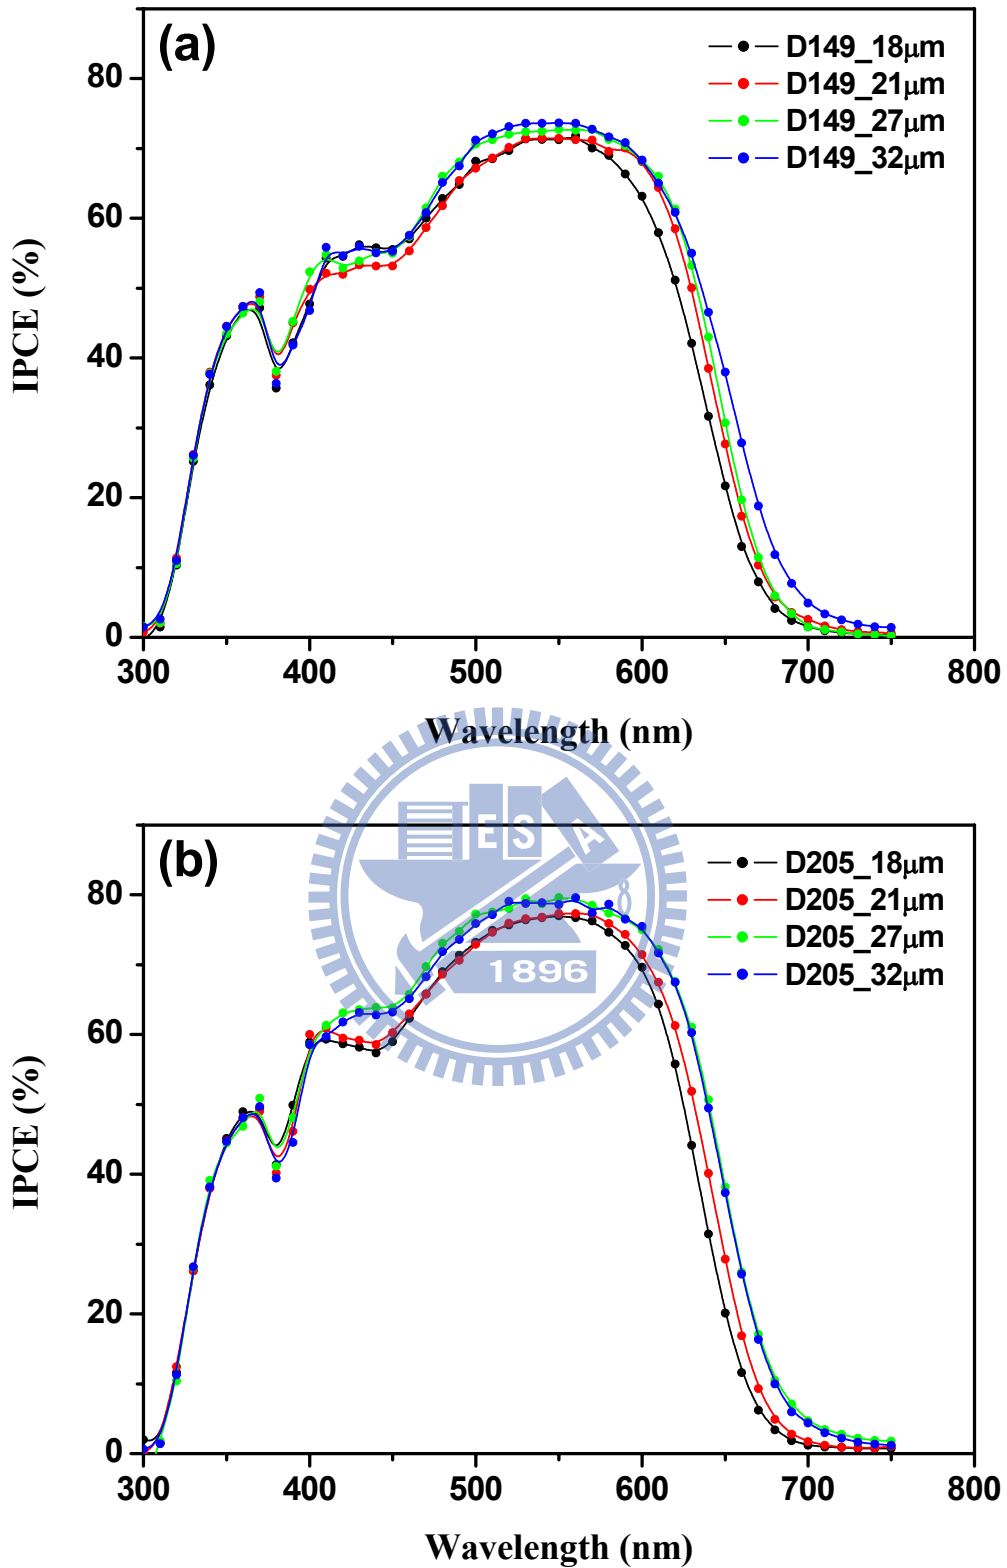 (a)
D149_18μm
D149_21μm
D149_27μm
D149_32μm
IPCE (%)
80
60
40
20
0
300 400 500 600 700 800
Wavelength (nm)
E S A
8
1896
(b)
D205_18μm
D205_21μm
D205_27μm
D205_32μm
IPCE (%)
80
60
40
20
0
300 400 500 600 700 800
Wavelength (nm)